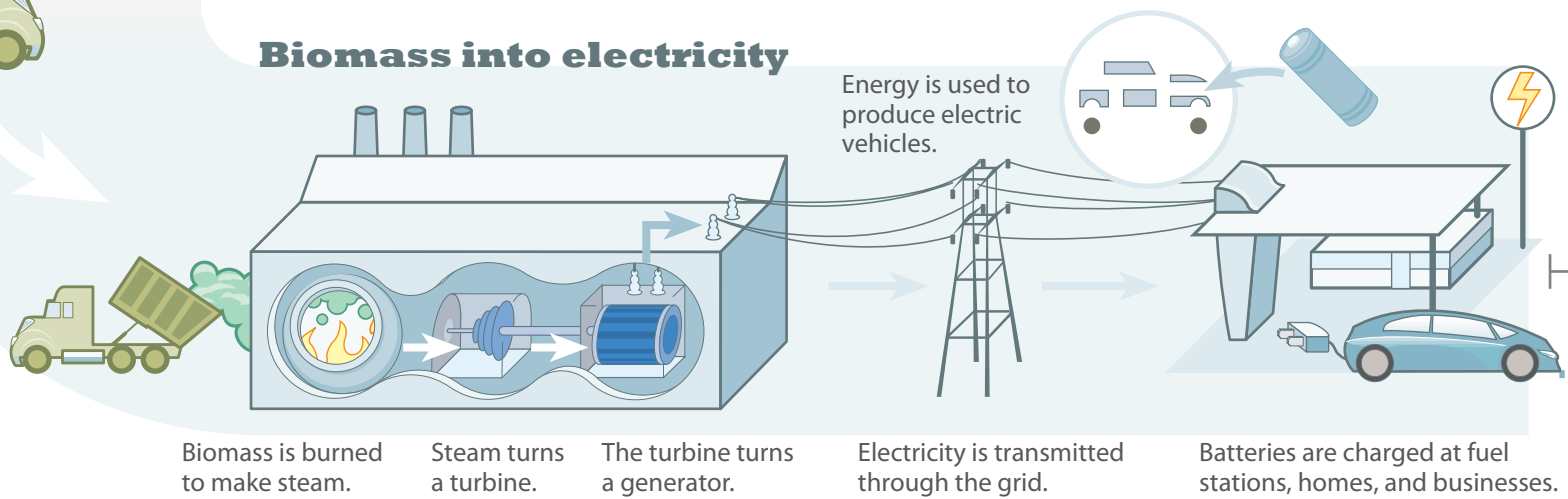 Biomass into electricity
Energy is used to
produce electric
vehicles.
Biomass is burned
to make steam.
Steam turns
a turbine.
The turbine turns
a generator.
Electricity is transmitted
through the grid.
Batteries are charged at fuel
stations, homes, and businesses.